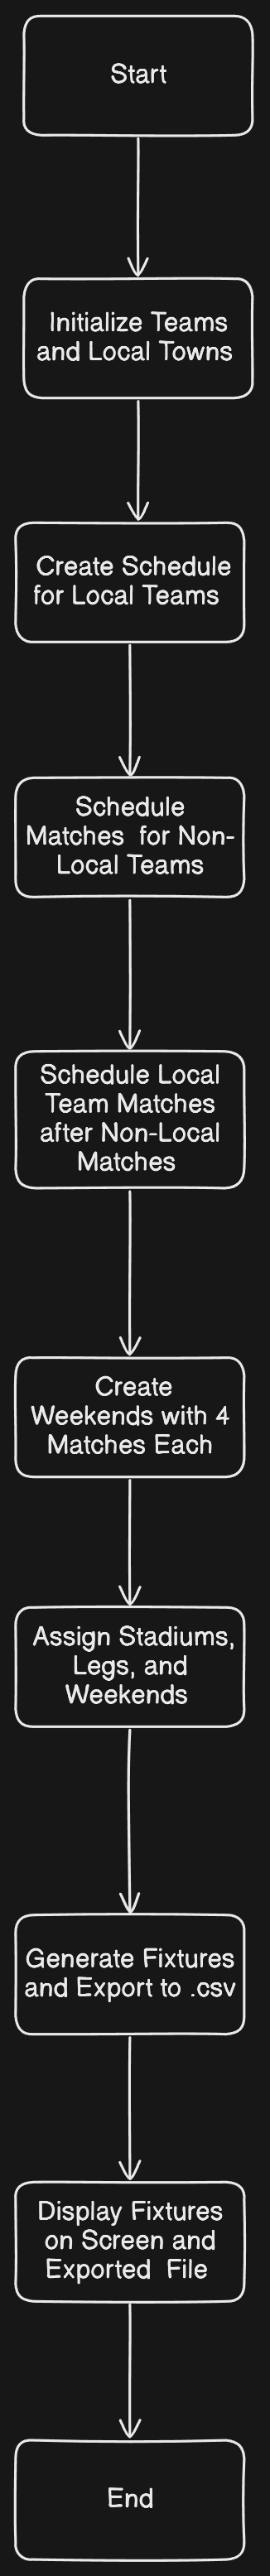 Start
Initialize Teams
and Local Towns
Create Schedule
for Local Teams
Schedule
Matches  for Non-
Local Teams
Schedule Local
Team Matches
after Non-Local
Matches
Create
Weekends with 4
Matches Each
Assign Stadiums,
Legs, and
Weekends
Generate Fixtures
and Export to .csv
Display Fixtures
on Screen and
Exported  File
End